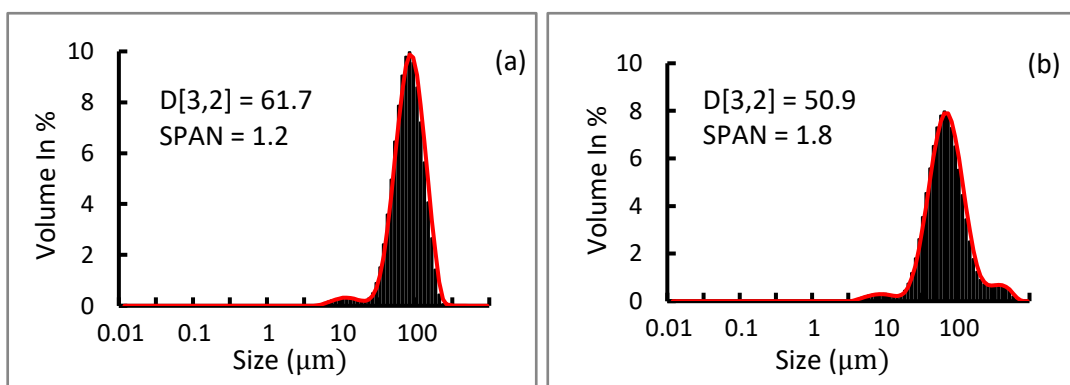 (a)
D[3,2] = 61.7
SPAN = 1.2
Volume In %
10
8
6
4
2
0
0.01 0.1 1 10 100
Size (μm)
(b)
D[3,2] = 50.9
SPAN = 1.8
Volume In %
10
8
6
4
2
0
0.01 0.1 1 10 100
Size (μm)